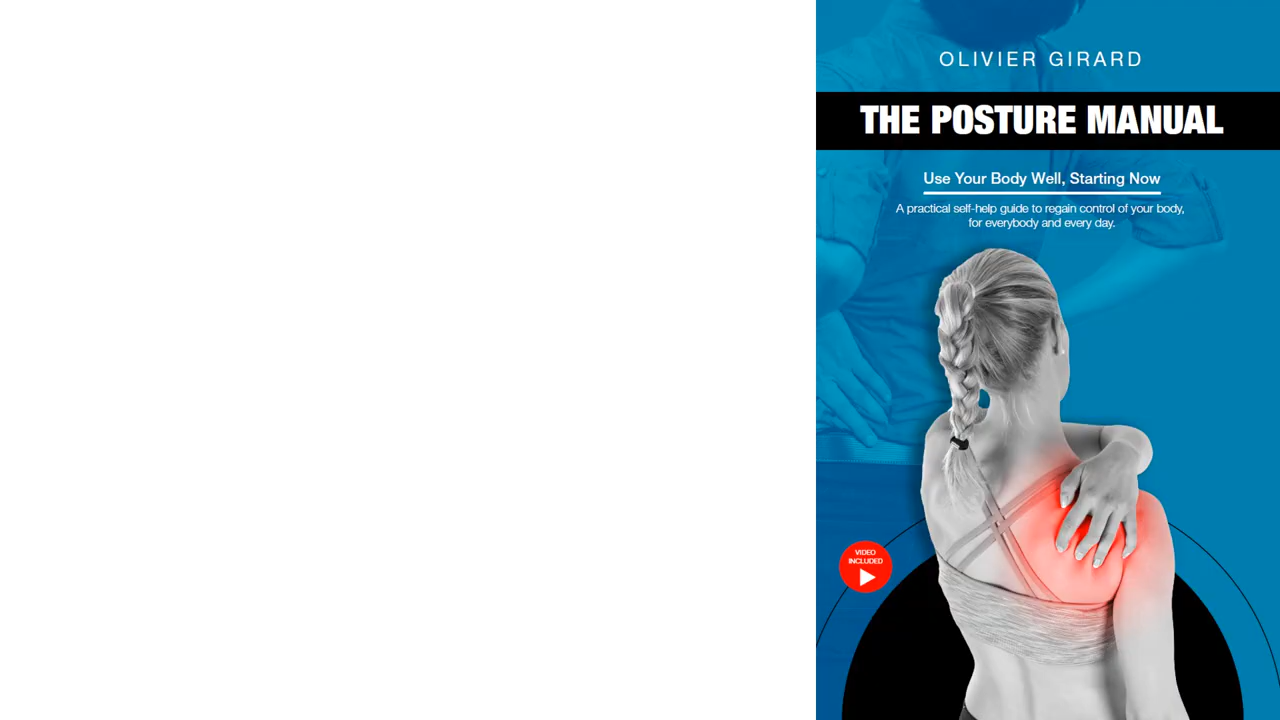 OLIVIER GIRARD
THE POSTURE MANUAL
Use Your Body Well, Starting Now
A practical self-help guide to regain control of your body,
for everybody and every day.
VIDEO
INCLUDED